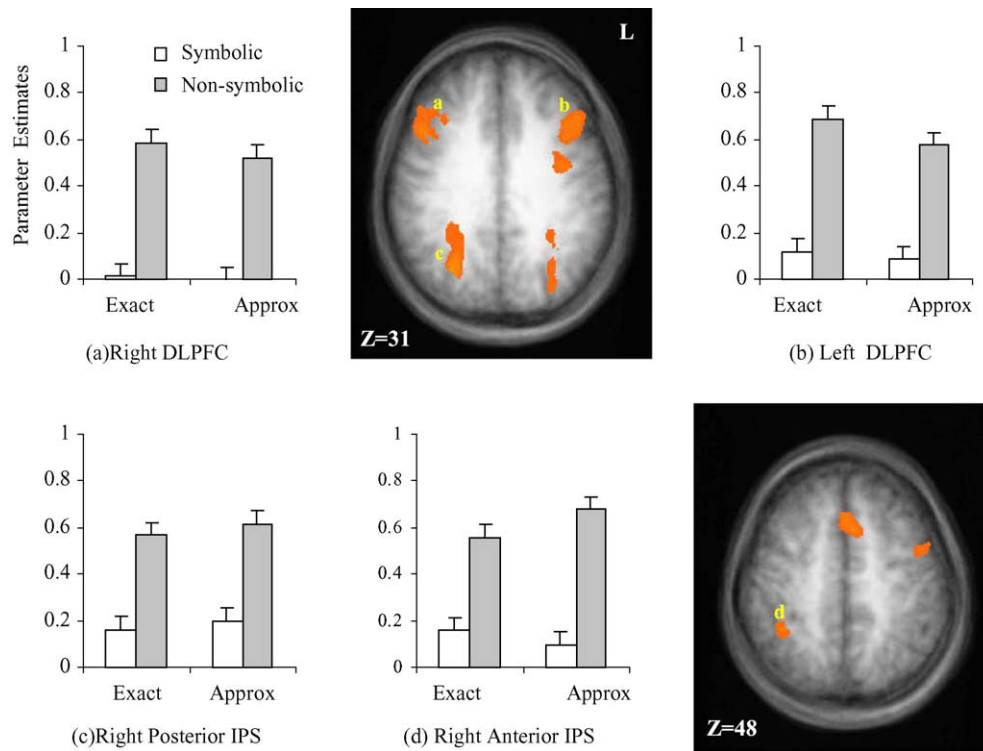 Parameter Estimates
1
0.8
0.6
0.4
0.2
0
Symbolic
Non-symbolic
Exact Approx
(a)Right DLPFC
L
a
b
c
Z=31
1
0.8
0.6
0.4
0.2
0
Exact Approx
(b) Left DLPFC
1
0.8
0.6
0.4
0.2
0
Exact Approx
(c)Right Posterior IPS
1
0.8
0.6
0.4
0.2
0
Exact Approx
(d) Right Anterior IPS
d
Z=48